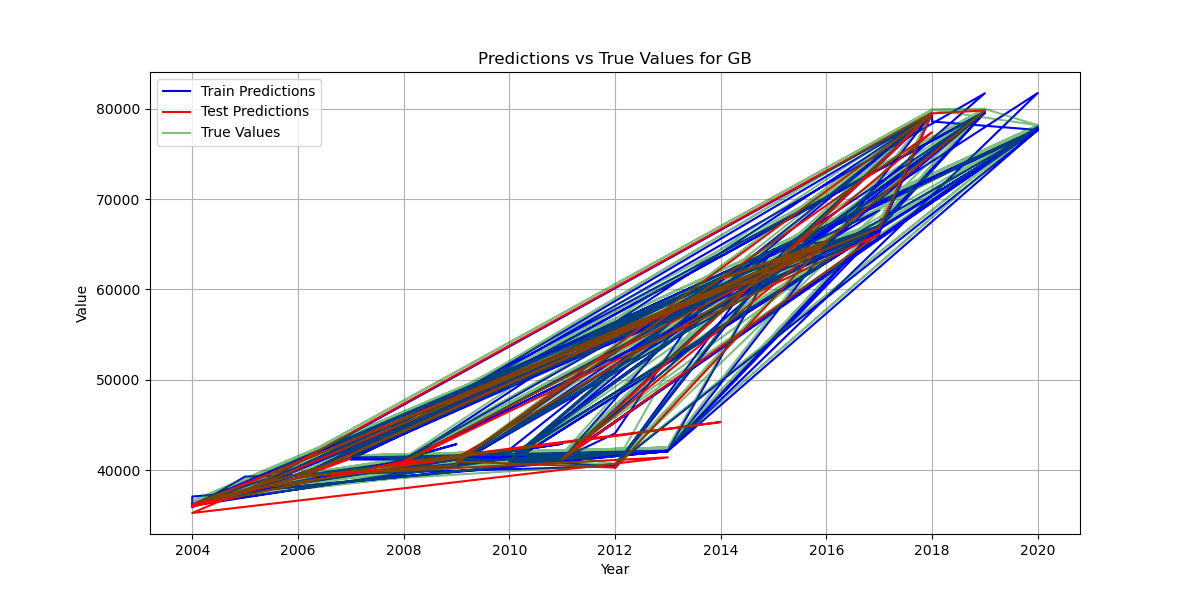 Predictions vs True Values for GB
Train Predictions
Test Predictions
True Values
80000
70000
60000
50000
40000
Value
2004 2006 2008 2010 2012 2014 2016 2018 2020
Year